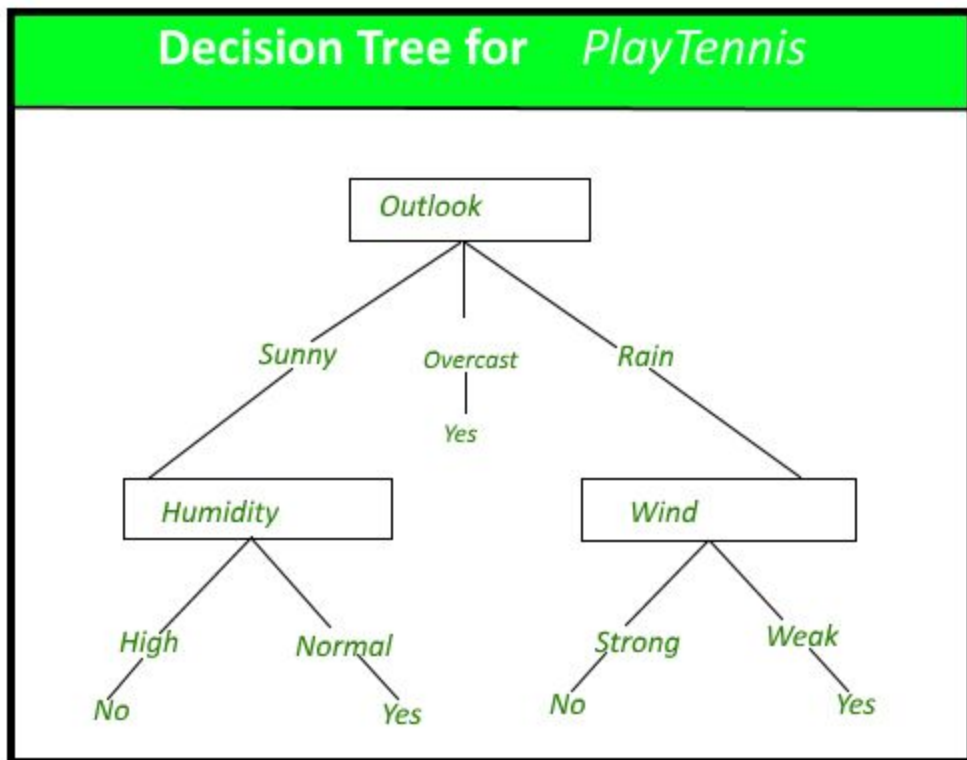 Decision Tree for PlayTennis
Outlook
Sunny Overcast Rain
Yes
Humidity Wind
High Normal Strong Weak
No Yes No Yes